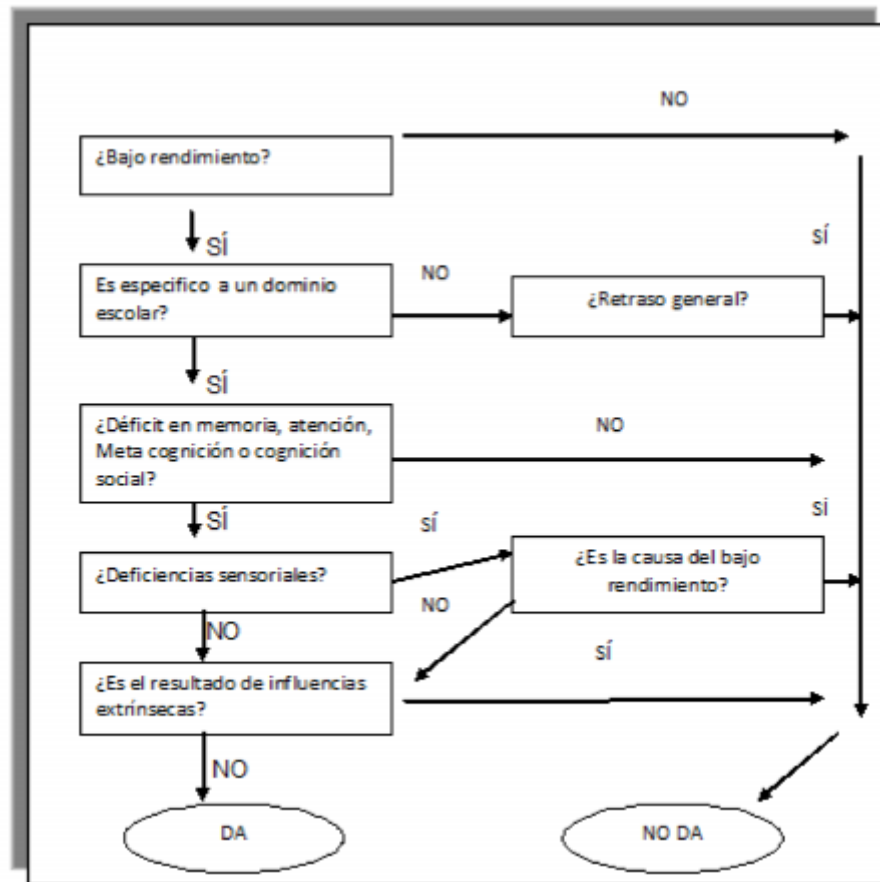 NO
¿Bajo rendimiento?
SÍ
SÍ
Es especifico a un dominio
escolar?
NO
¿Retraso general?
SÍ
¿Déficit en memoria, atención,
Meta cognición o cognición
social?
NO
SÍ
SÍ
Si
¿Deficiencias sensoriales?
¿Es la causa del bajo
rendimiento?
NO
NO
SÍ
¿Es el resultado de influencias
extrínsecas?
NO
DA
NO DA